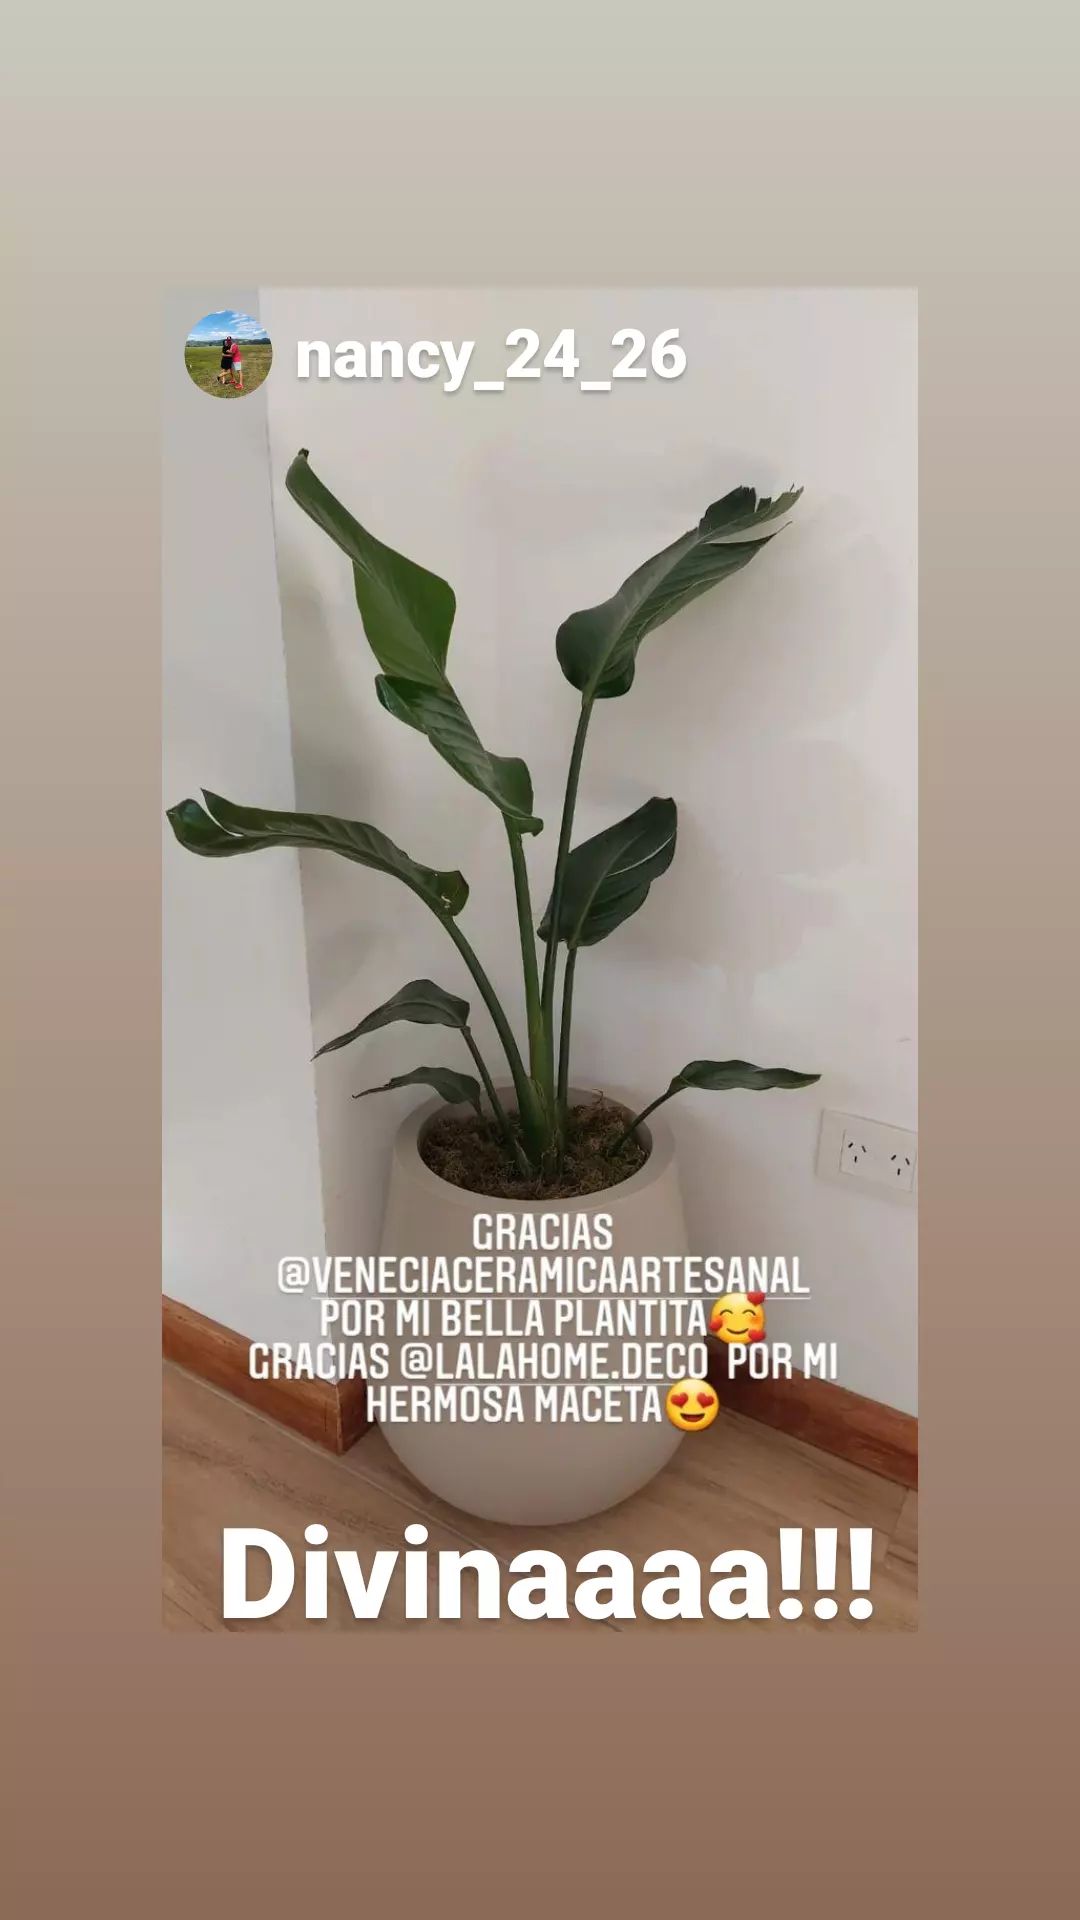 nancy_24_26
GRACIAS
@VENECIACERAMICAARTESANAL
POR MI BELLA PLANTITA🥰
GRACIAS @LALAHOME.DECO POR MI
HERMOSA MACETA😍
Divinaaaa!!!